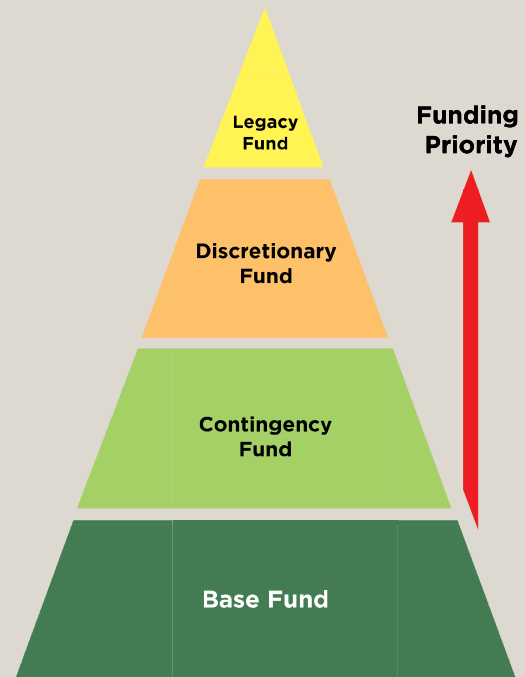 Legacy
Fund
Funding
Priority
Discretionary
Fund
Contingency
Fund
Base Fund